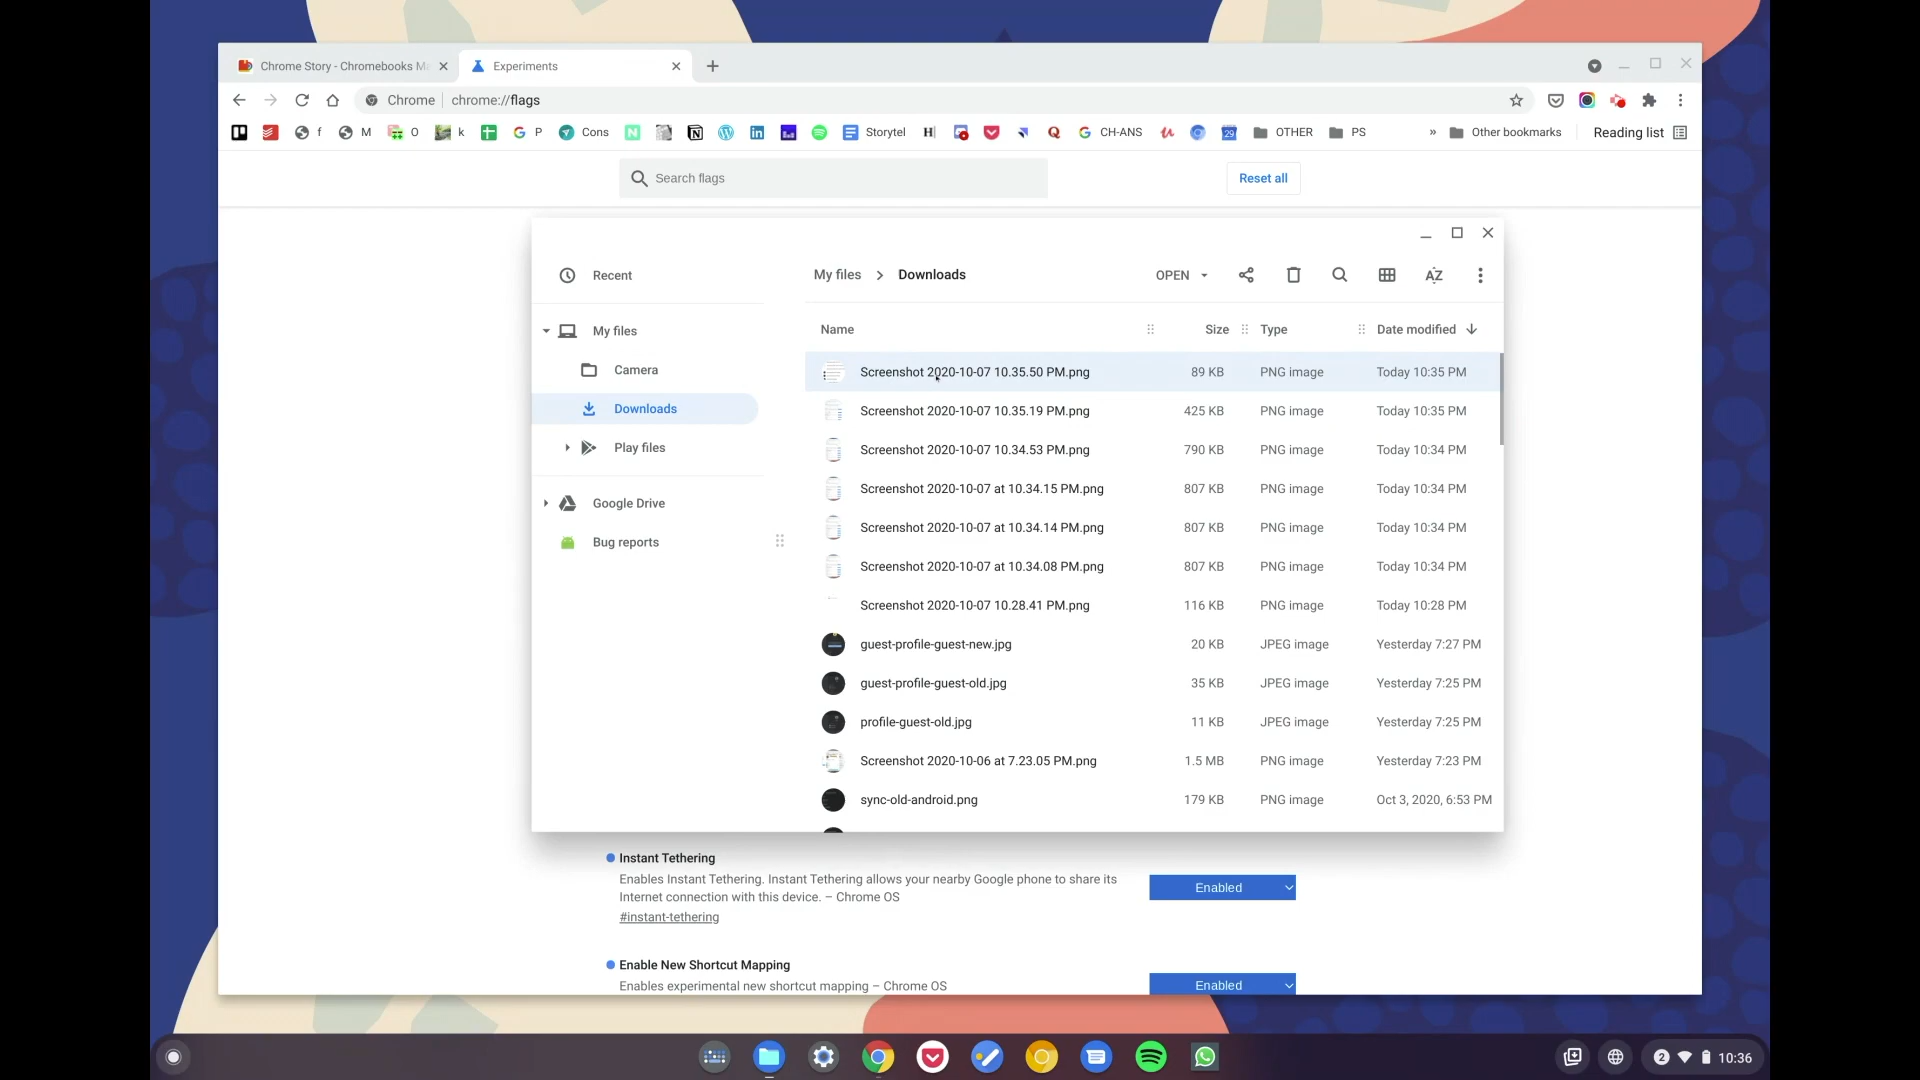 Chrome Story - Chromebooks Ma
Experiments
Chrome
chrome://flags
f
M
O
k
P
Cons
Storytel
H
CH-ANS
29
OTHER
PS
»
Other bookmarks
Reading list
Search flags
Reset all
Recent
My files
Camera
Downloads
Play files
Google Drive
Bug reports
My files > Downloads
OPEN
AZ
Name Size Type Date modified
Screenshot 2020-10-07 10.35.50 PM.png 89 KB PNG image Today 10:35 PM
Screenshot 2020-10-07 10.35.19 PM.png 425 KB PNG image Today 10:35 PM
Screenshot 2020-10-07 10.34.53 PM.png 790 KB PNG image Today 10:34 PM
Screenshot 2020-10-07 at 10.34.15 PM.png 807 KB PNG image Today 10:34 PM
Screenshot 2020-10-07 at 10.34.14 PM.png 807 KB PNG image Today 10:34 PM
Screenshot 2020-10-07 at 10.34.08 PM.png 807 KB PNG image Today 10:34 PM
Screenshot 2020-10-07 10.28.41 PM.png 116 KB PNG image Today 10:28 PM
guest-profile-guest-new.jpg 20 KB JPEG image Yesterday 7:27 PM
guest-profile-guest-old.jpg 35 KB JPEG image Yesterday 7:25 PM
profile-guest-old.jpg 11 KB JPEG image Yesterday 7:25 PM
Screenshot 2020-10-06 at 7.23.05 PM.png 1.5 MB PNG image Yesterday 7:23 PM
sync-old-android.png 179 KB PNG image Oct 3, 2020, 6:53 PM
Instant Tethering
Enables Instant Tethering. Instant Tethering allows your nearby Google phone to share its
Internet connection with this device. – Chrome OS
#instant-tethering
Enabled
Enable New Shortcut Mapping
Enables experimental new shortcut mapping – Chrome OS
Enabled
2
10:36